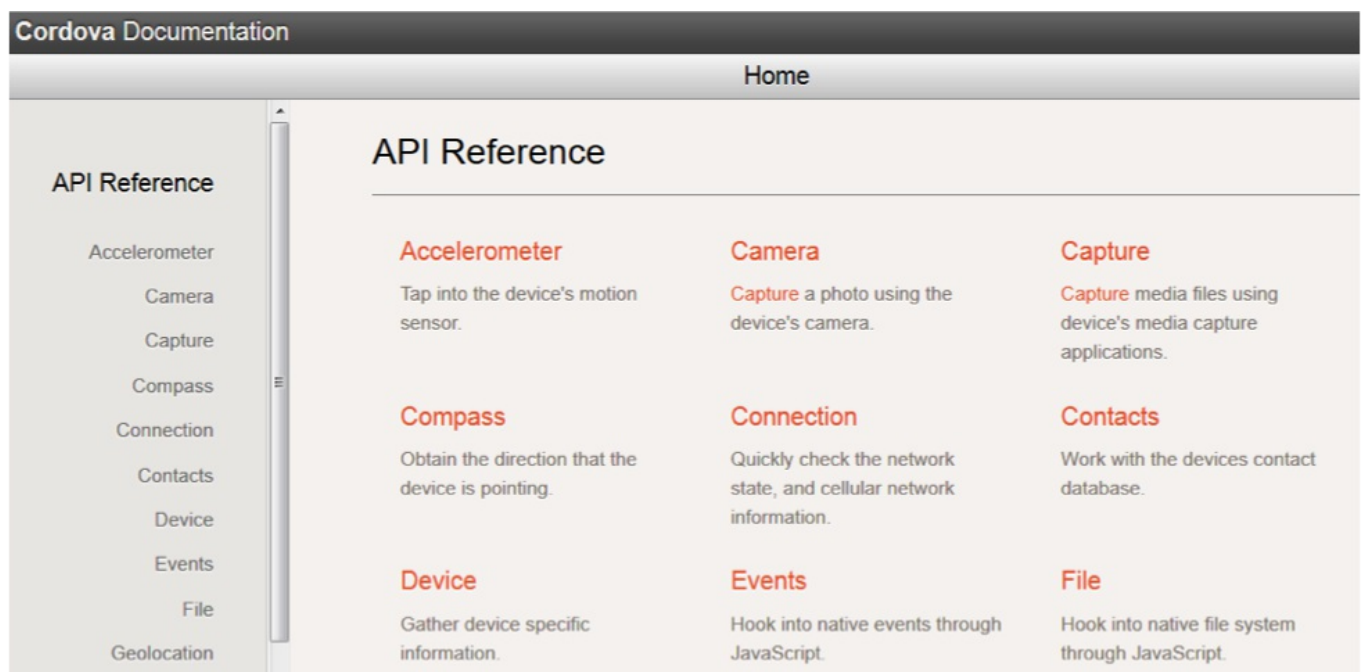 Cordova Documentation
Home
API Reference
Accelerometer
Camera
Capture
Compass
Connection
Contacts
Device
Events
File
Geolocation
API Reference
Accelerometer
Tap into the device's motion
sensor.
Camera
Capture a photo using the
device's camera.
Capture
Capture media files using
device's media capture
applications.
Compass
Obtain the direction that the
device is pointing.
Connection
Quickly check the network
state, and cellular network
information.
Contacts
Work with the devices contact
database.
Device
Gather device specific
information.
Events
Hook into native events through
JavaScript.
File
Hook into native file system
through JavaScript.